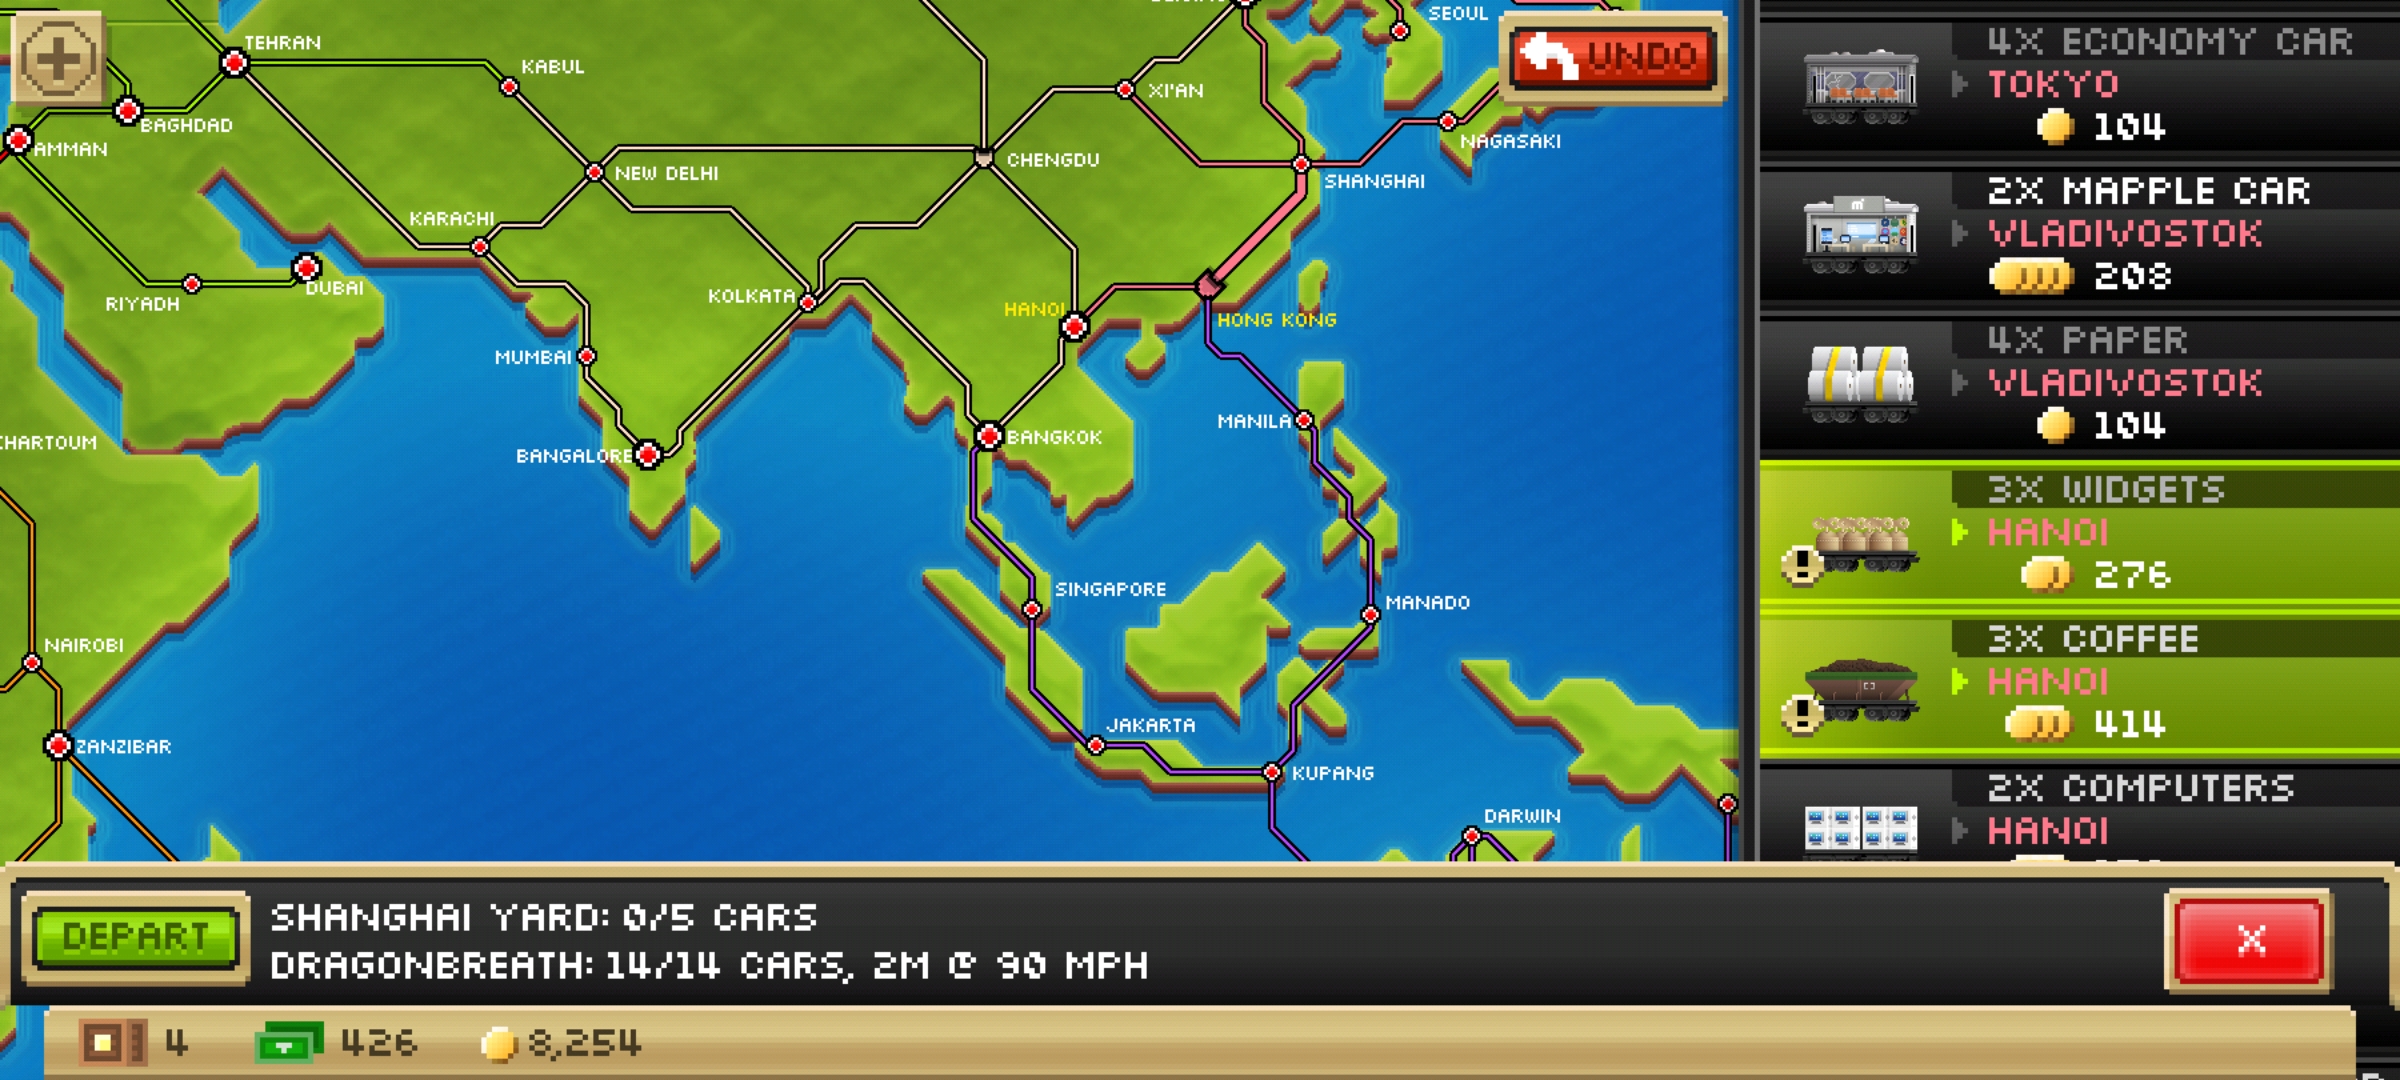 SEOUL
TEHRAN
KABUL
XI'AN
BAGHDAD
AMMAN
NAGASAKI
NEW DELHI
CHENGDU
SHANGHAI
KARACHI
RIYADH
DUBAI
KOLKATA
HANOI
HONG KONG
MUMBAI
MANILA
BANGKOK
BANGALORE
SINGAPORE
MANADO
NAIROBI
JAKARTA
ZANZIBAR
KUPANG
DARWIN
UNDO
4X ECONOMY CAR
TOKYO
104
2X MAPPLE CAR
VLADIVOSTOK
208
4X PAPER
VLADIVOSTOK
104
3X WIDGETS
HANOI
276
3X COFFEE
HANOI
414
2X COMPUTERS
HANOI
DEPART
SHANGHAI YARD: 0/5 CARS
DRAGONBREATH: 14/14 CARS, 2M @ 90 MPH
X
4
426
8,254